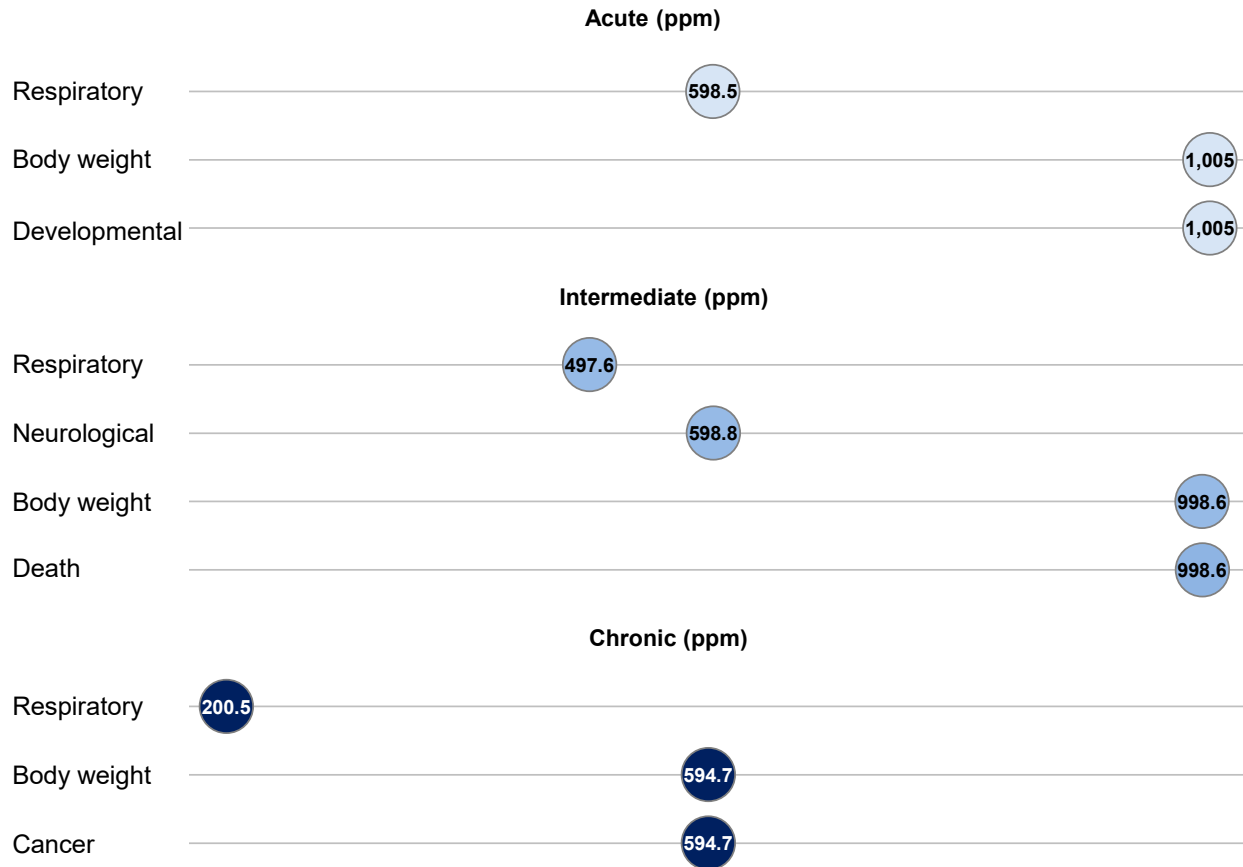 Acute (ppm)
Respiratory 598.5
Body weight 1,005
Developmental 1,005
Intermediate (ppm)
Respiratory 497.6
Neurological 598.8
Body weight 998.6
Death 998.6
Chronic (ppm)
Respiratory 200.5
Body weight 594.7
Cancer 594.7